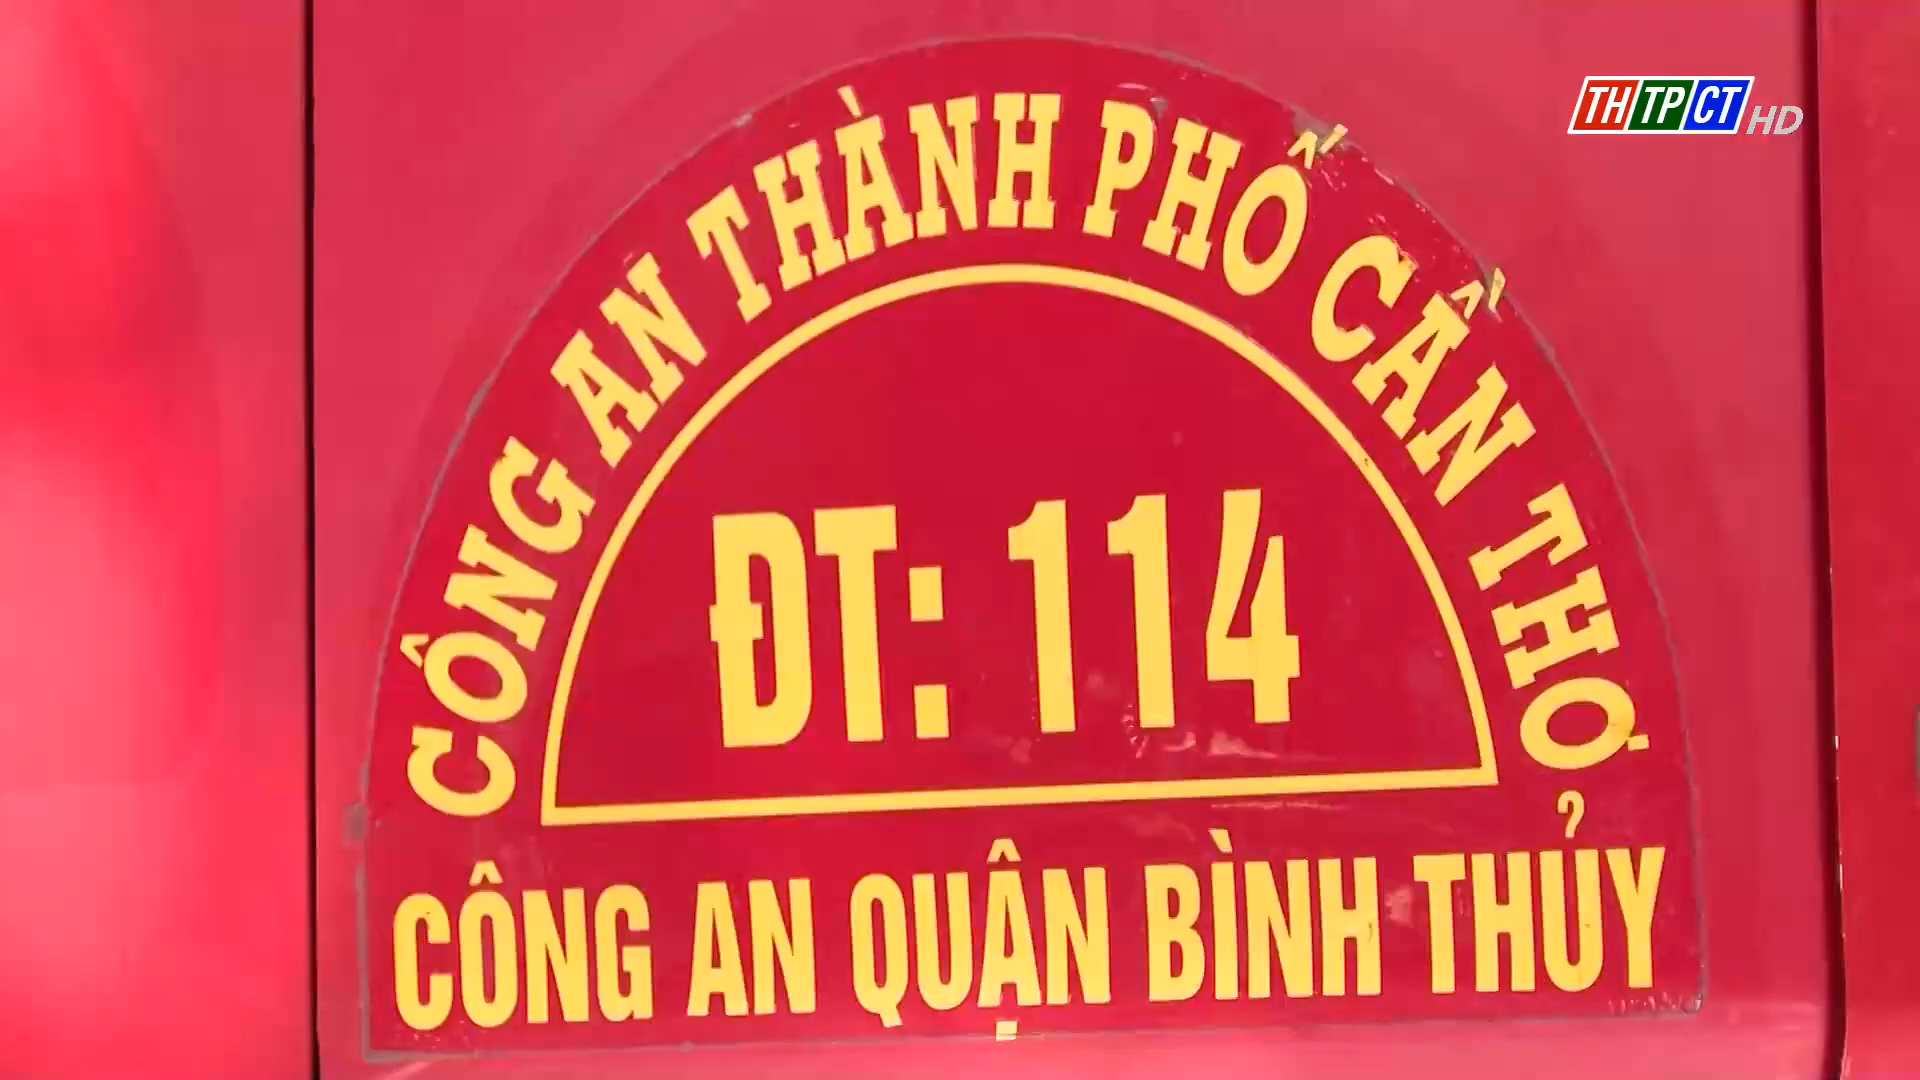 THTPCT HD
CÔNG AN THÀNH PHỐ CẦN THƠ
ĐT: 114
CÔNG AN QUẬN BÌNH THỦY